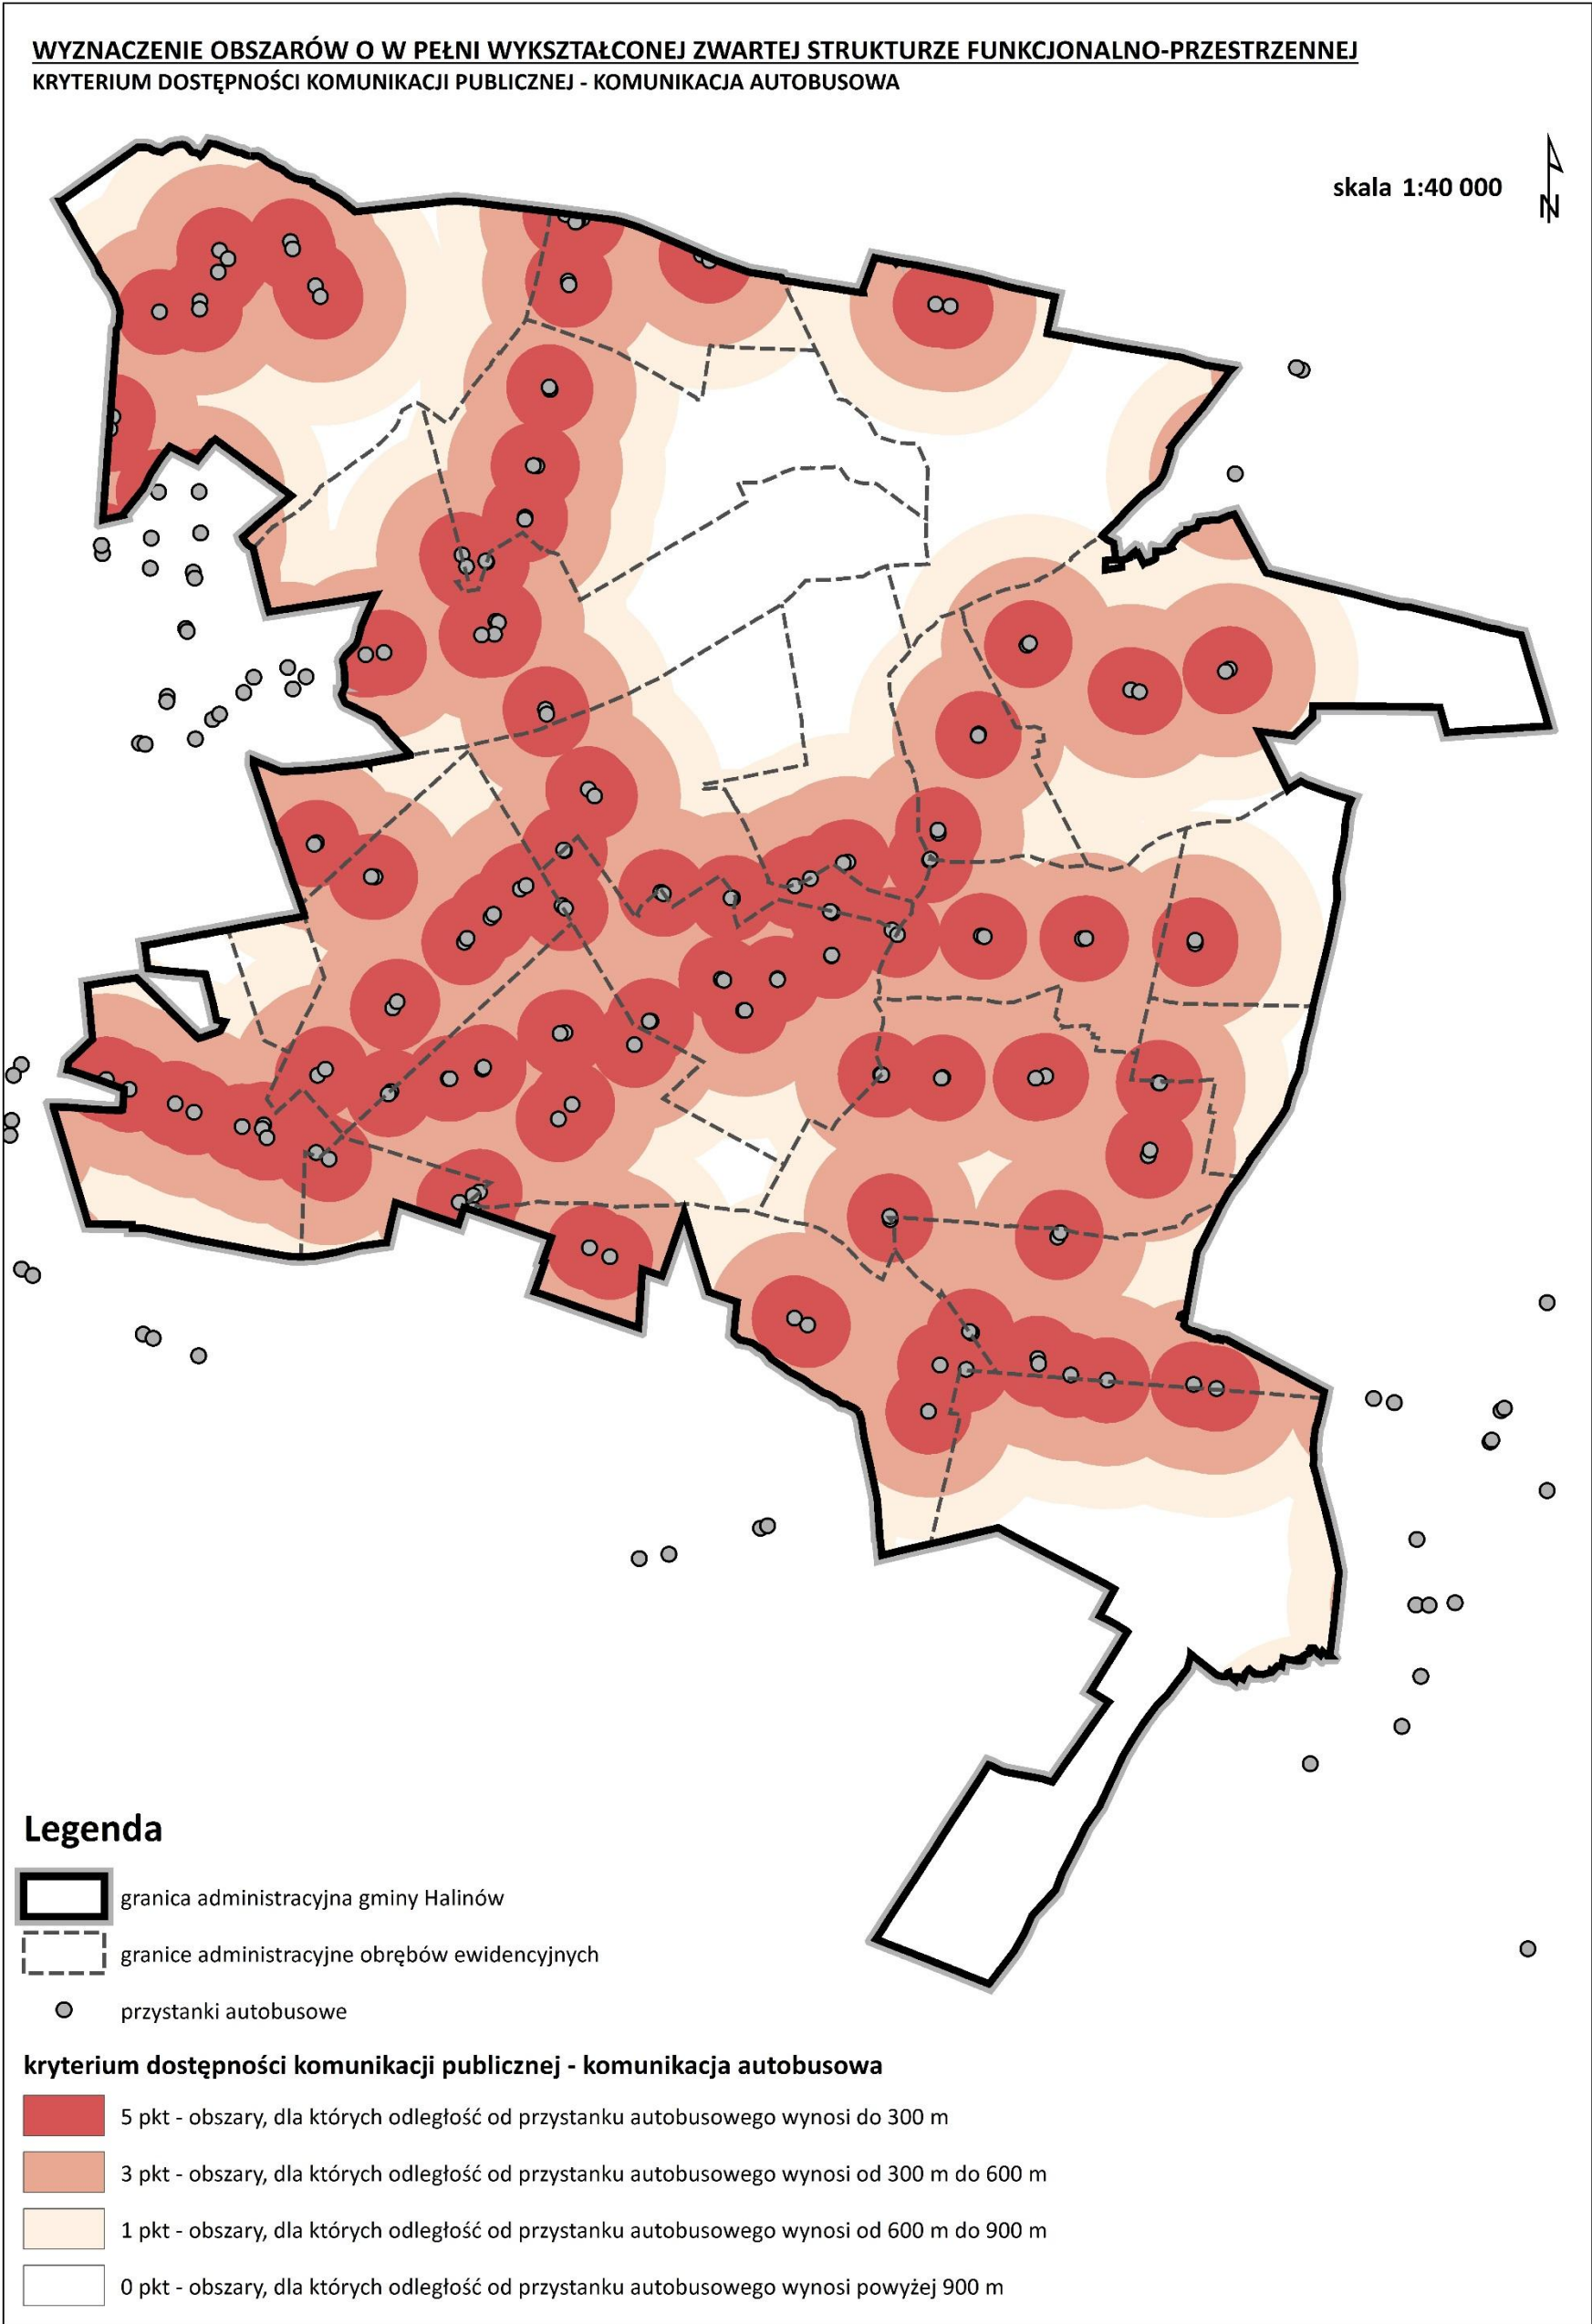 WYZNACZENIE OBSZARÓW O W PEŁNI WYKSZTAŁCONEJ ZWARTEJ STRUKTURZE FUNKCJONALNO-PRZESTRZENNEJ
KRYTERIUM DOSTĘPNOŚCI KOMUNIKACJI PUBLICZNEJ - KOMUNIKACJA AUTOBUSOWA
skala 1:40 000
N
Legenda
granica administracyjna gminy Halinów
granice administracyjne obrębów ewidencyjnych
przystanki autobusowe
kryterium dostępności komunikacji publicznej - komunikacja autobusowa
5 pkt - obszary, dla których odległość od przystanku autobusowego wynosi do 300 m
3 pkt - obszary, dla których odległość od przystanku autobusowego wynosi od 300 m do 600 m
1 pkt - obszary, dla których odległość od przystanku autobusowego wynosi od 600 m do 900 m
0 pkt - obszary, dla których odległość od przystanku autobusowego wynosi powyżej 900 m